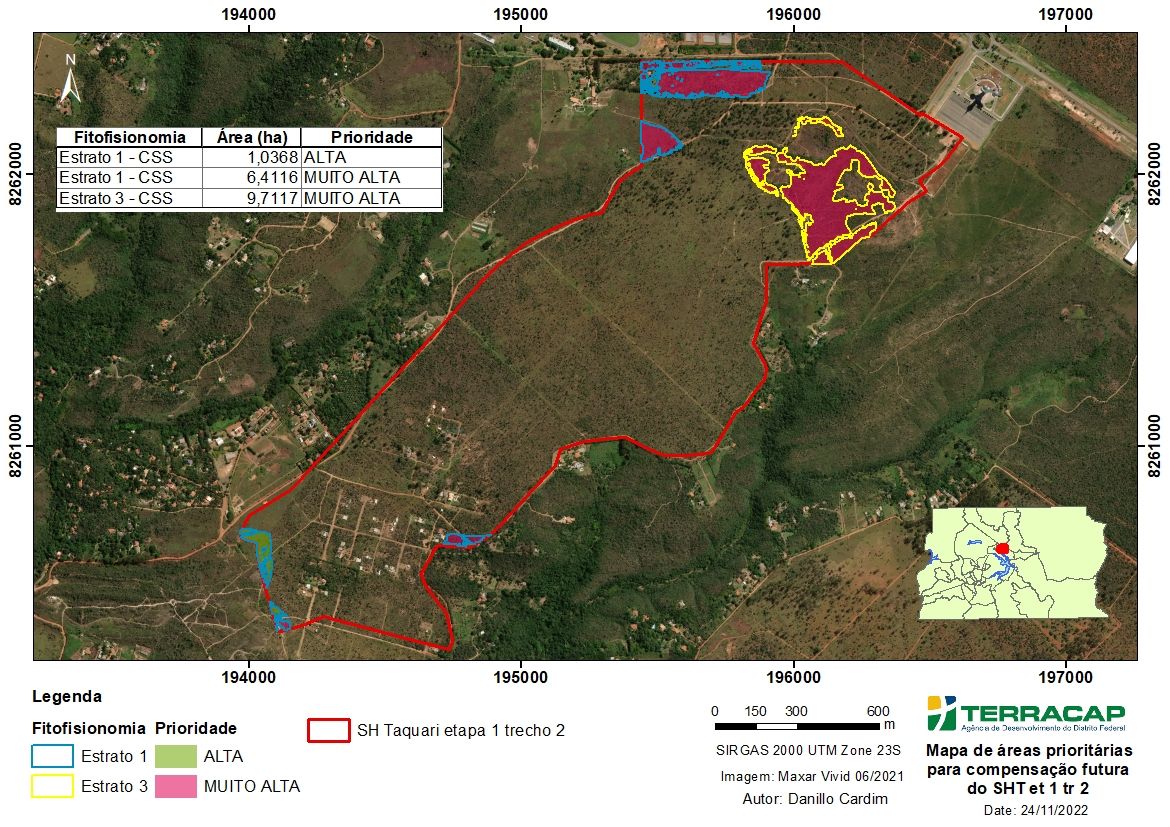 194000 195000 196000 197000
8262000 8262000
N
Fitofisionomia Área (ha) Prioridade
Estrato 1 - CSS 1,0368 ALTA
Estrato 1 - CSS 6,4116 MUITO ALTA
Estrato 3 - CSS 9,7117 MUITO ALTA
8261000 8261000
194000 195000 196000 197000
Legenda
Fitofisionomia Prioridade
Estrato 1 ALTA
Estrato 3 MUITO ALTA
SH Taquari etapa 1 trecho 2
0 150 300 600
m
SIRGAS 2000 UTM Zone 23S
Imagem: Maxar Vivid 06/2021
Autor: Danillo Cardim
TERRACAP
Agência de Desenvolvimento do Distrito Federal
Mapa de áreas prioritárias
para compensação futura
do SHT et 1 tr 2
Date: 24/11/2022